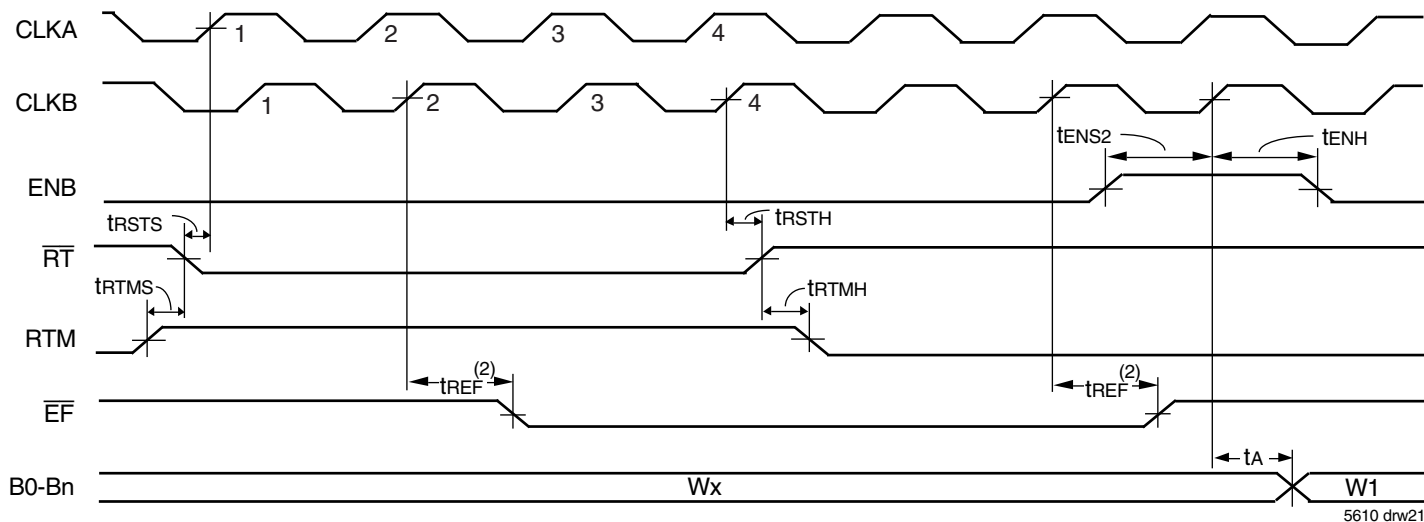 CLKA 1 2 3 4
CLKB 1 2 3 4
tENS2 tENH
ENB
tRSTS tRSTH
RT
tRTMS tRTMH
RTM
tREF(2) tREF(2)
EF
tA
B0-Bn Wx W1
5610 drw21